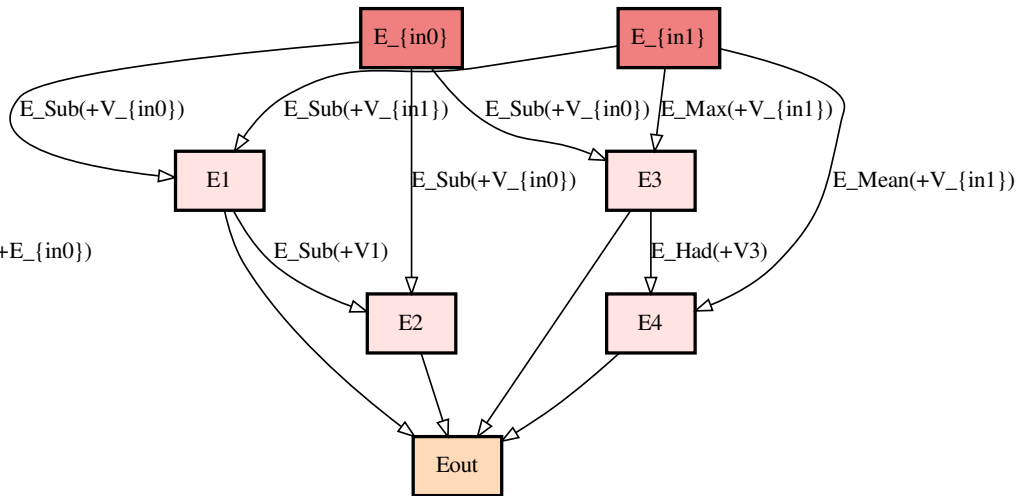 E_{in0}
E_{in1}
E_Sub(+V_{in0})
E_Sub(+V_{in1})
E_Sub(+V_{in0})
E_Max(+V_{in1})
E1
E_Sub(+V_{in0})
E3
E_Mean(+V_{in1})
+E_{in0})
E_Sub(+V1)
E_Had(+V3)
E2
E4
Eout